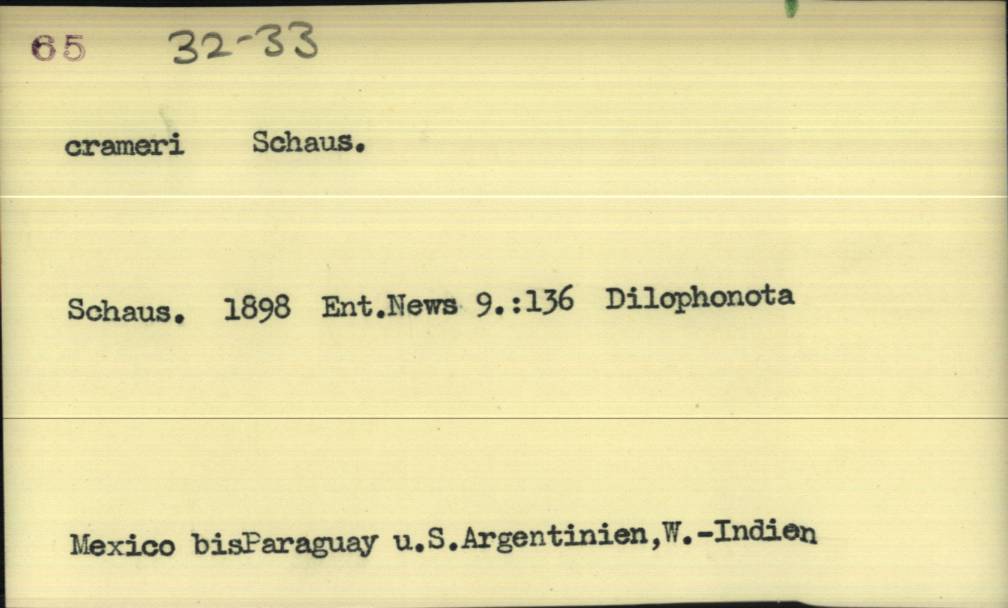 65 32-33
crameri Schaus.
Schaus. 1898 Ent.News 9.:136 Dilophonota
Mexico bisParaguay u.S.Argentinien,W.-Indien